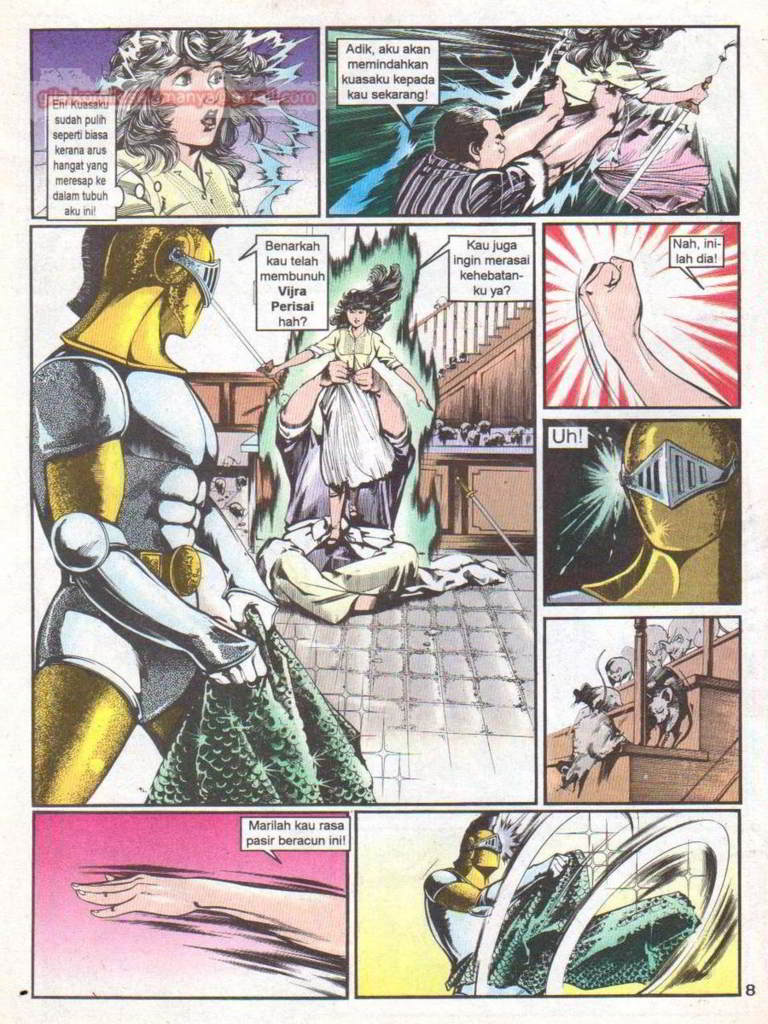 Eh! Kuasaku
sudah pulih
seperti biasa
kerana arus
hangat yang
meresap ke
dalam tubuh
aku ini!
Adik, aku akan
memindahkan
kuasaku kepada
kau sekarang!
Benarkah
kau telah
membunuh
Vijra
Perisai
hah?
Kau juga
ingin merasai
kehebatan-
ku ya?
Nah, ini-
lah dia!
Uh!
Marilah kau rasa
pasir beracun ini!
8